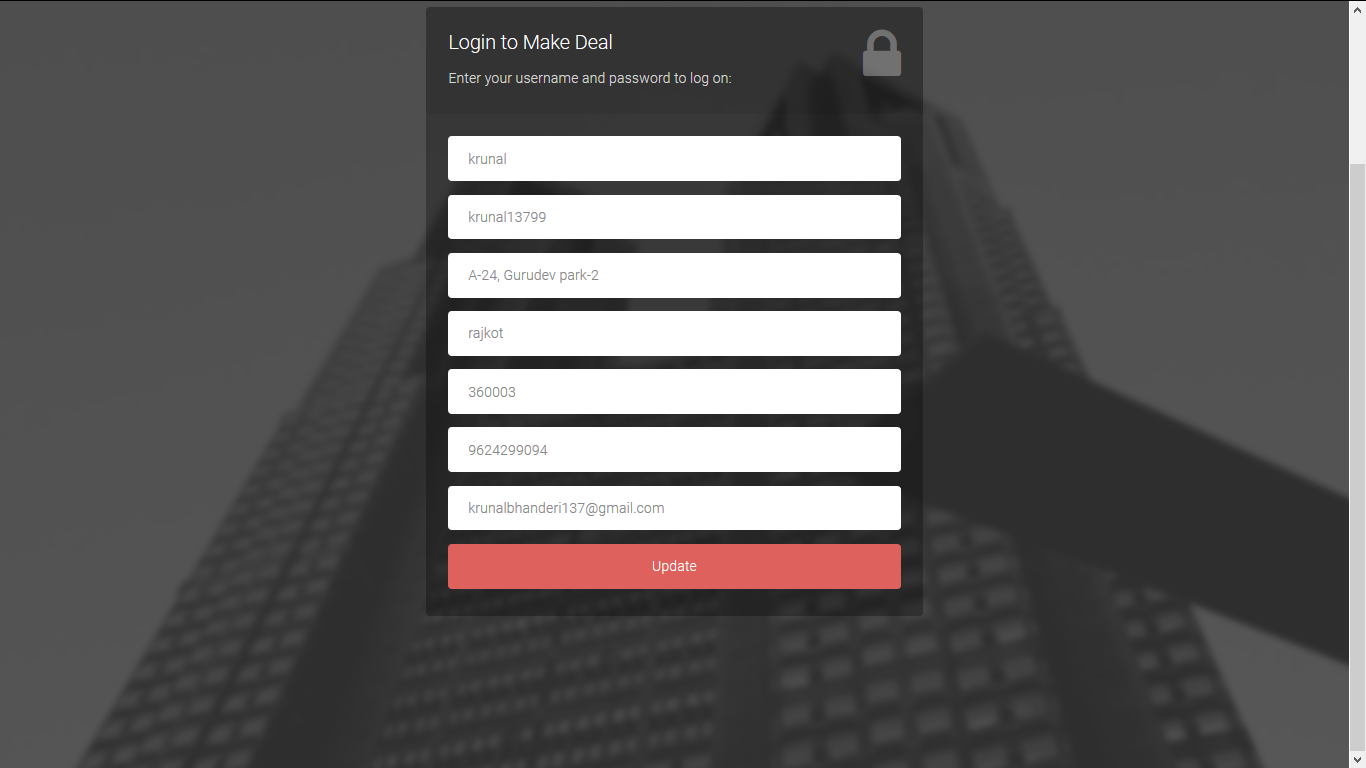 Login to Make Deal
Enter your username and password to log on:
krunal
krunal13799
A-24, Gurudev park-2
rajkot
360003
9624299094
krunalbhanderi137@gmail.com
Update